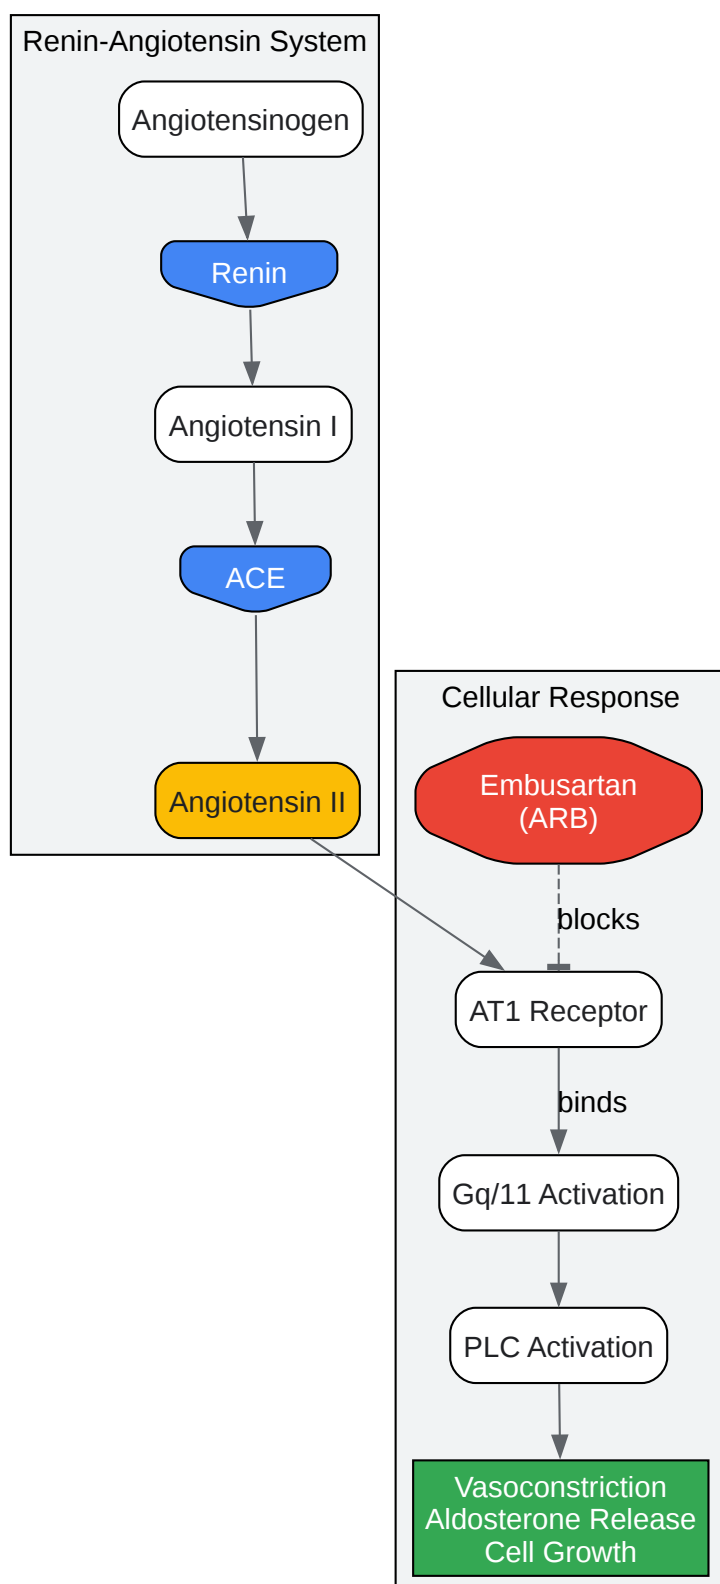 Renin-Angiotensin System
Angiotensinogen
Renin
Angiotensin I
ACE
Angiotensin II
Cellular Response
Embusartan
(ARB)
blocks
AT1 Receptor
binds
Gq/11 Activation
PLC Activation
Vasoconstriction
Aldosterone Release
Cell Growth